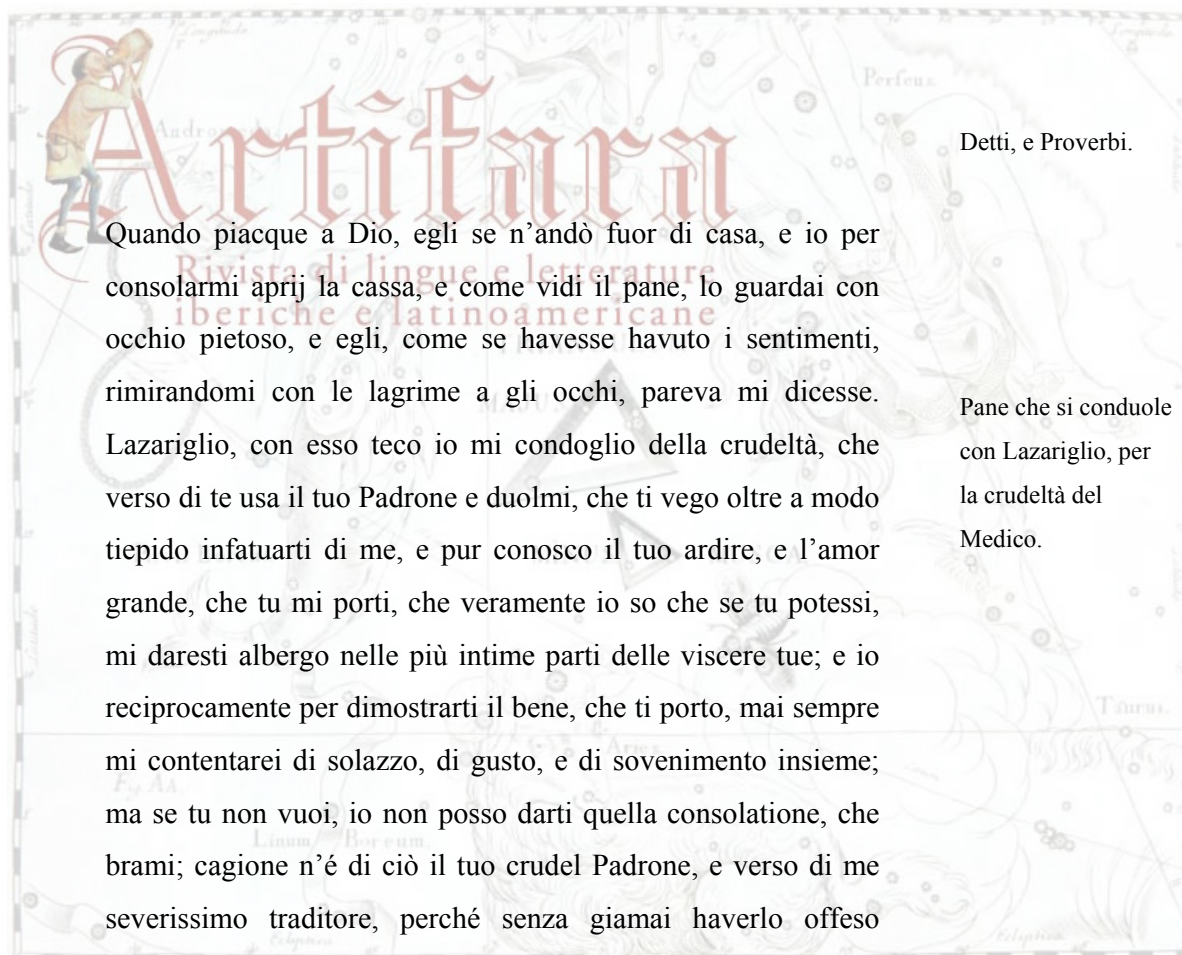 Artifara
Rivista di lingue e letterature
iberiche e latinoamericane
Detti, e Proverbi.
Quando piacque a Dio, egli se n'andò fuor di casa, e io per
consolarmi aprij la cassa, e come vidi il pane, lo guardai con
occhio pietoso, e egli, come se havesse havuto i sentimenti,
rimirandomi con le lagrime a gli occhi, pareva mi dicesse.
Lazariglio, con esso teco io mi condoglio della crudeltà, che
verso di te usa il tuo Padrone e duolmi, che ti vego oltre a modo
tiepido infatuarti di me, e pur conosco il tuo ardire, e l'amor
grande, che tu mi porti, che veramente io so che se tu potessi,
mi daresti albergo nelle più intime parti delle viscere tue; e io
reciprocamente per dimostrarti il bene, che ti porto, mai sempre
mi contentarei di solazzo, di gusto, e di sovenimento insieme;
ma se tu non vuoi, io non posso darti quella consolatione, che
brami; cagione n'é di ciò il tuo crudel Padrone, e verso di me
severissimo traditore, perché senza giamai haverlo offeso
Pane che si conduole
con Lazariglio, per
la crudeltà del
Medico.
Perfeus
Taurus.
Linum Boreum.
Aries
Fig. AA.
Ecliptica